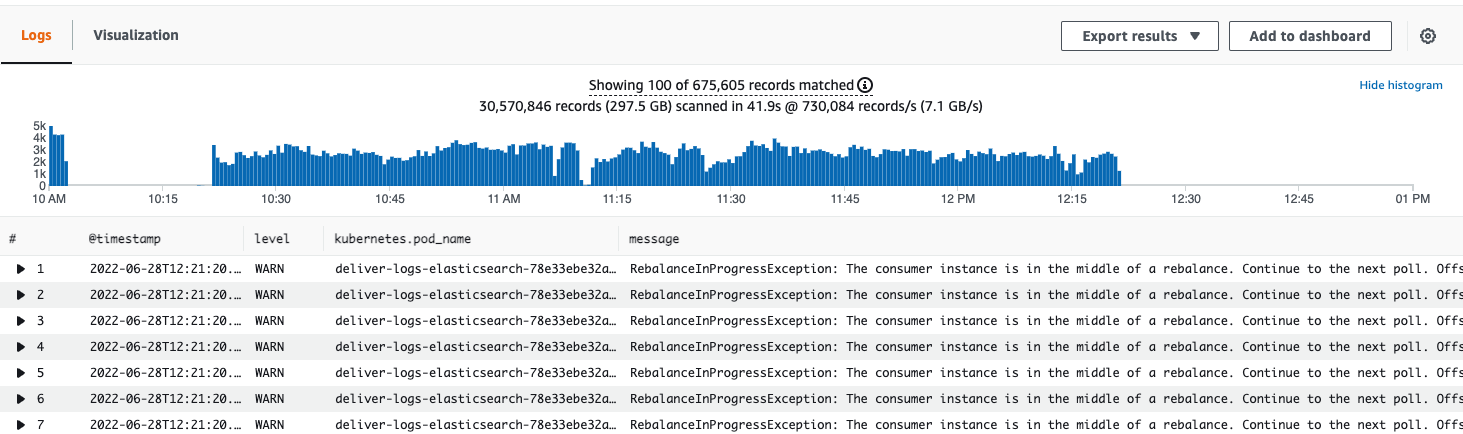 Logs Visualization Export results Add to dashboard
Showing 100 of 675,605 records matched
Hide histogram
30,570,846 records (297.5 GB) scanned in 41.9s @ 730,084 records/s (7.1 GB/s)
5k
4k
3k
2k
1k
0
10 AM 10:15 10:30 10:45 11 AM 11:15 11:30 11:45 12 PM 12:15 12:30 12:45 01 PM
# @timestamp level kubernetes.pod_name message
1 2022-06-28T12:21:20.… WARN deliver-logs-elasticsearch-78e33ebe32a… RebalanceInProgressException: The consumer instance is in the middle of a rebalance. Continue to the next poll. Offs
2 2022-06-28T12:21:20.… WARN deliver-logs-elasticsearch-78e33ebe32a… RebalanceInProgressException: The consumer instance is in the middle of a rebalance. Continue to the next poll. Offs
3 2022-06-28T12:21:20.… WARN deliver-logs-elasticsearch-78e33ebe32a… RebalanceInProgressException: The consumer instance is in the middle of a rebalance. Continue to the next poll. Offs
4 2022-06-28T12:21:20.… WARN deliver-logs-elasticsearch-78e33ebe32a… RebalanceInProgressException: The consumer instance is in the middle of a rebalance. Continue to the next poll. Offs
5 2022-06-28T12:21:20.… WARN deliver-logs-elasticsearch-78e33ebe32a… RebalanceInProgressException: The consumer instance is in the middle of a rebalance. Continue to the next poll. Offs
6 2022-06-28T12:21:20.… WARN deliver-logs-elasticsearch-78e33ebe32a… RebalanceInProgressException: The consumer instance is in the middle of a rebalance. Continue to the next poll. Offs
7 2022-06-28T12:21:20.… WARN deliver-logs-elasticsearch-78e33ebe32a… RebalanceInProgressException: The consumer instance is in the middle of a rebalance. Continue to the next poll. Offs